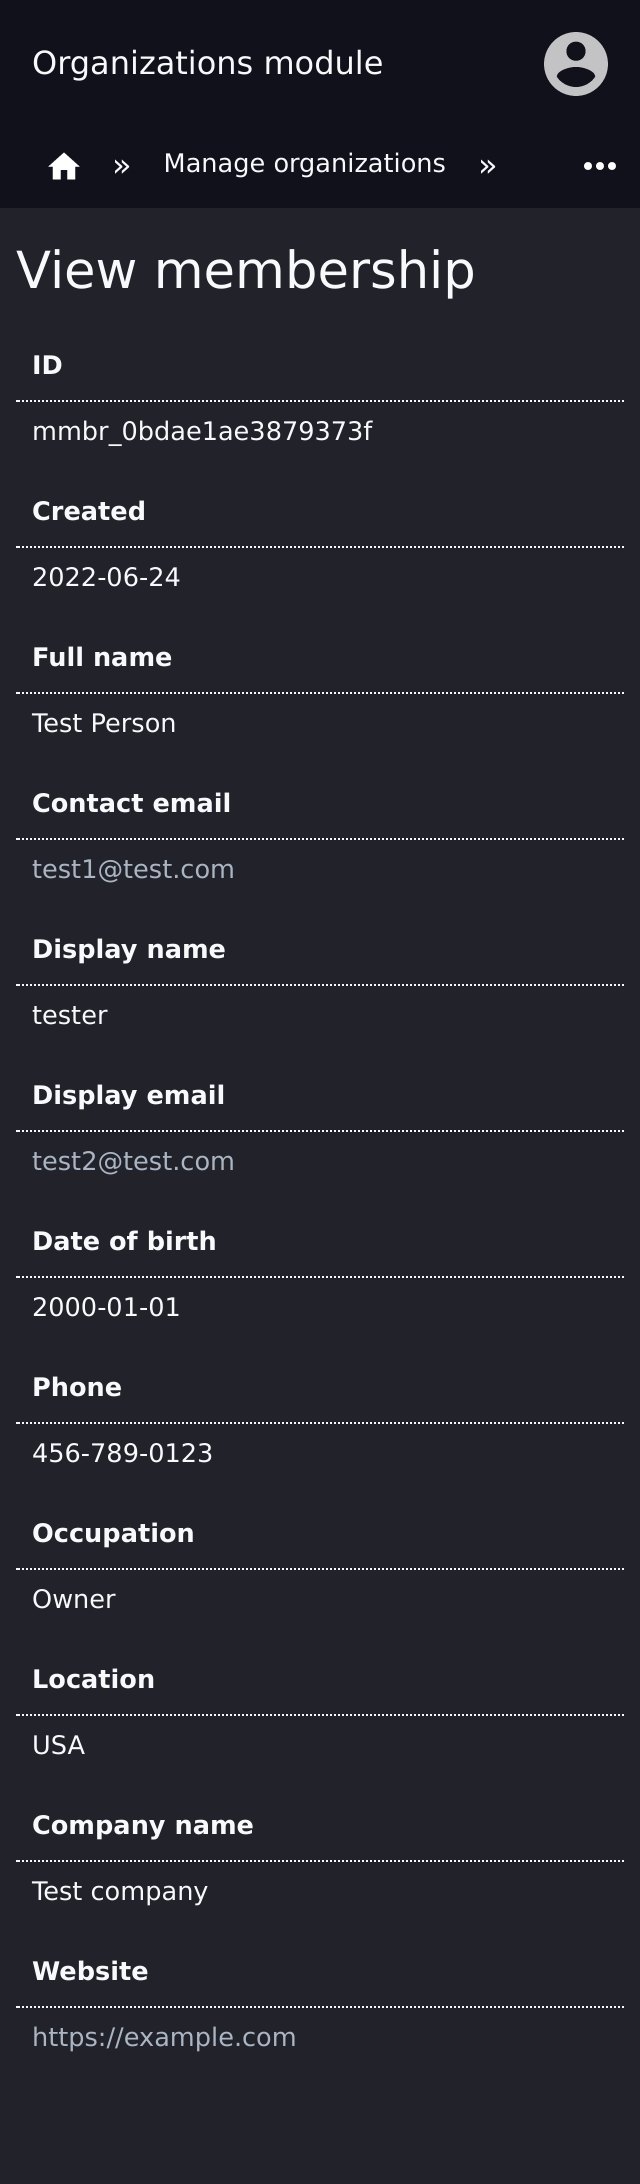 Organizations module
» Manage organizations »
View membership
ID
mmbr_0bdae1ae3879373f
Created
2022-06-24
Full name
Test Person
Contact email
test1@test.com
Display name
tester
Display email
test2@test.com
Date of birth
2000-01-01
Phone
456-789-0123
Occupation
Owner
Location
USA
Company name
Test company
Website
https://example.com